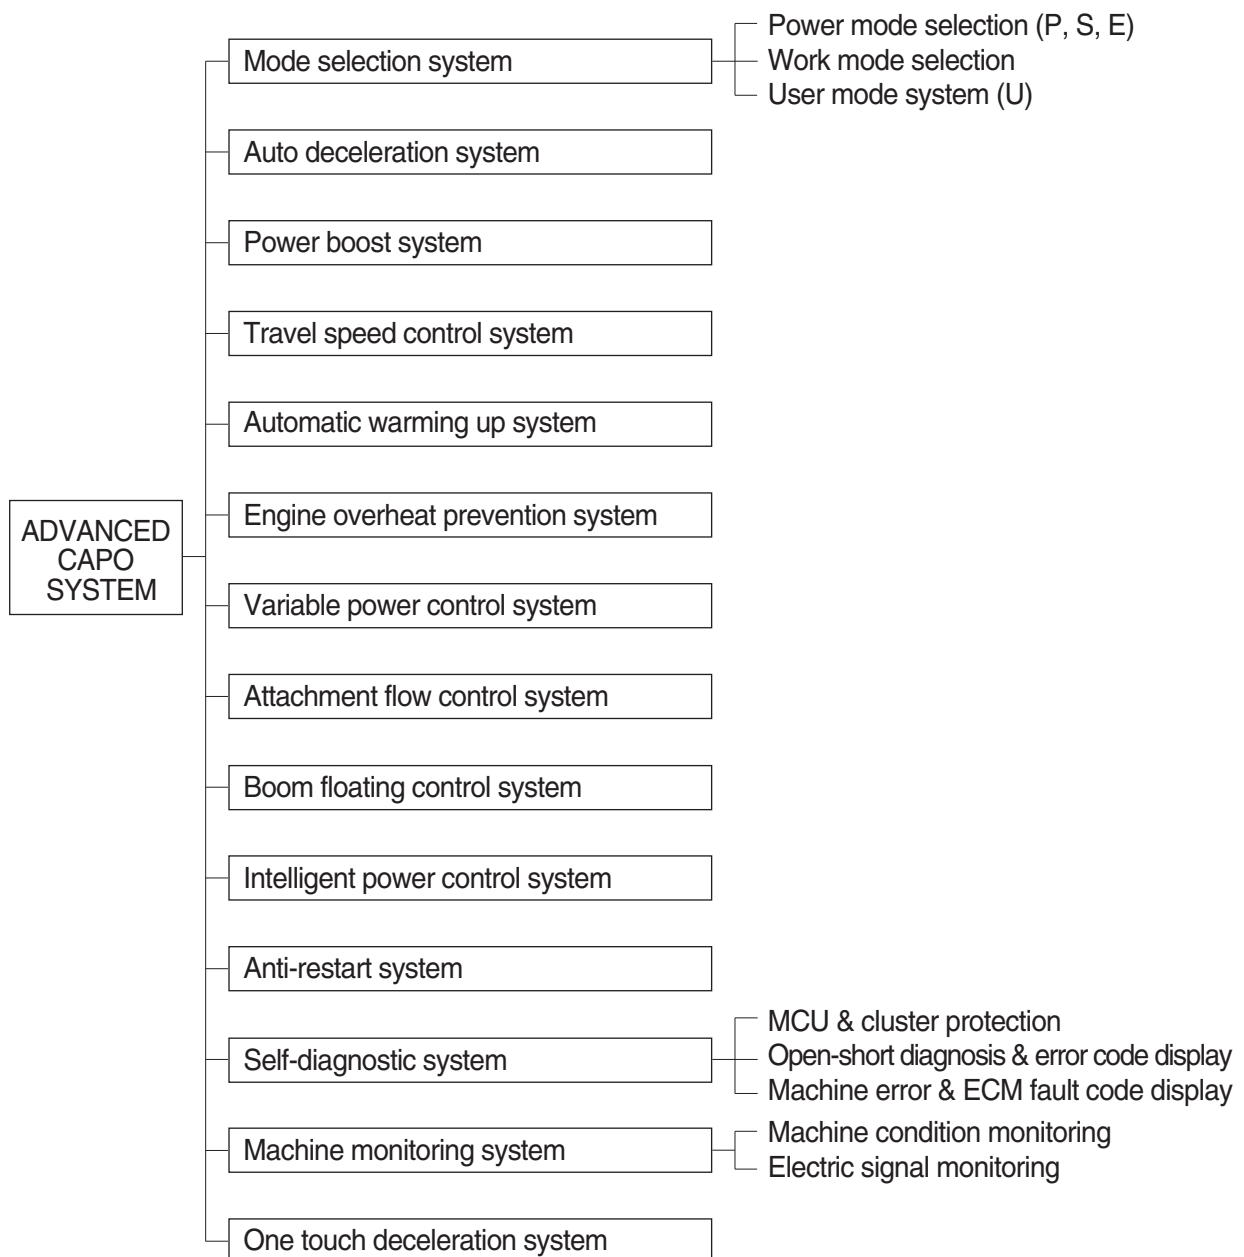 Power mode selection (P, S, E)
Mode selection system
Work mode selection
User mode system (U)
Auto deceleration system
Power boost system
Travel speed control system
Automatic warming up system
Engine overheat prevention system
ADVANCED
CAPO
SYSTEM
Variable power control system
Attachment flow control system
Boom floating control system
Intelligent power control system
Anti-restart system
MCU & cluster protection
Self-diagnostic system
Open-short diagnosis & error code display
Machine error & ECM fault code display
Machine condition monitoring
Machine monitoring system
Electric signal monitoring
One touch deceleration system